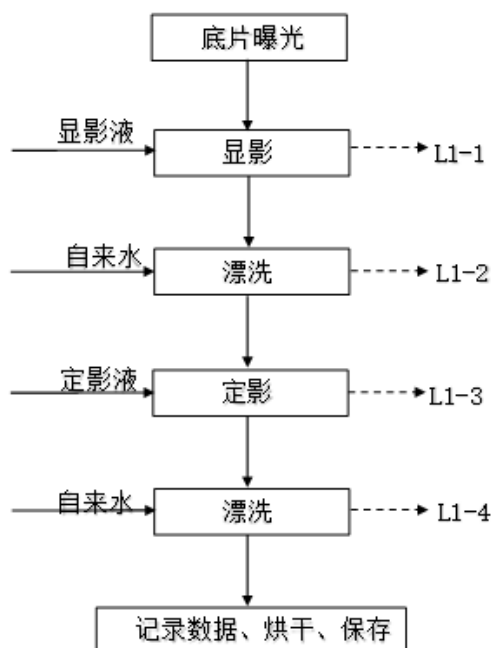 底片曝光
显影液
显影
L1-1
自来水
漂洗
L1-2
定影液
定影
L1-3
自来水
漂洗
L1-4
记录数据、烘干、保存